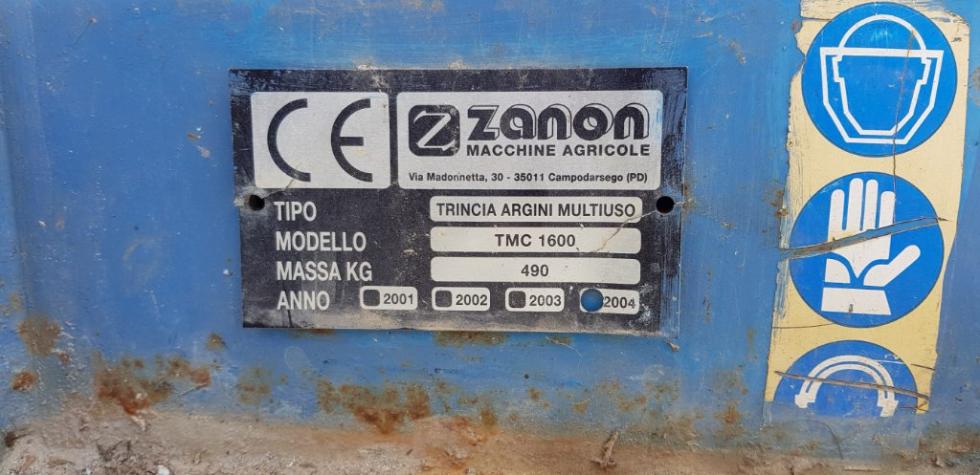 CE
Z zanon
MACCHINE AGRICOLE
Via Madonnetta, 30 - 35011 Campodarsego (PD)
TIPO TRINCIA ARGINI MULTIUSO
MODELLO TMC 1600
MASSA KG 490
ANNO 2001 2002 2003 2004